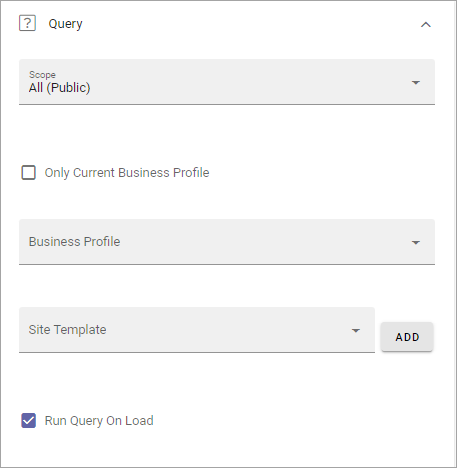 Query
Scope
All (Public)
Only Current Business Profile
Business Profile
Site Template
ADD
Run Query On Load